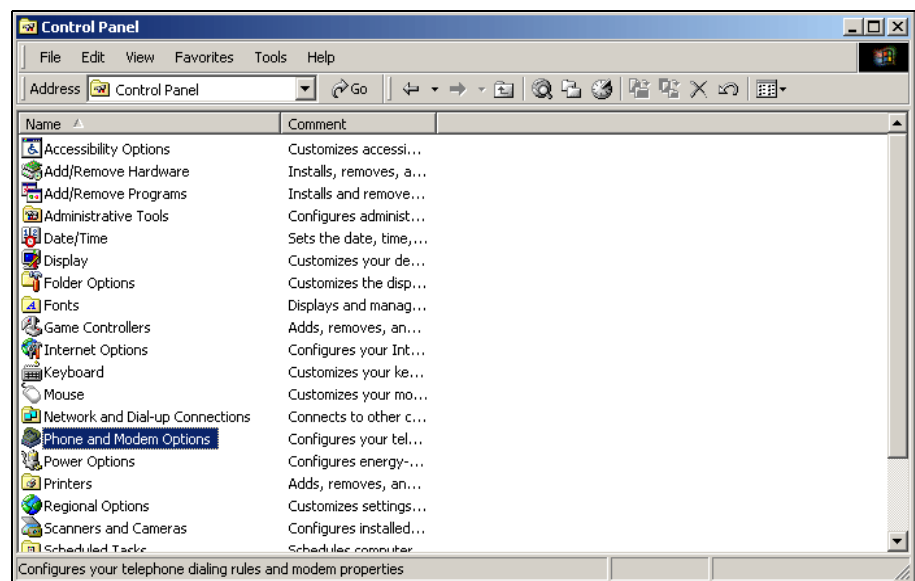 Control Panel
File Edit View Favorites Tools Help
Address Control Panel Go
Name Comment
Accessibility Options Customizes accessi...
Add/Remove Hardware Installs, removes, a...
Add/Remove Programs Installs and remove...
Administrative Tools Configures administ...
Date/Time Sets the date, time,...
Display Customizes your de...
Folder Options Customizes the disp...
Fonts Displays and manag...
Game Controllers Adds, removes, an...
Internet Options Configures your Int...
Keyboard Customizes your ke...
Mouse Customizes your mo...
Network and Dial-up Connections Connects to other c...
Phone and Modem Options Configures your tel...
Power Options Configures energy-...
Printers Adds, removes, an...
Regional Options Customizes settings...
Scanners and Cameras Configures installed...
Scheduled Tasks Schedules computer
Configures your telephone dialing rules and modem properties